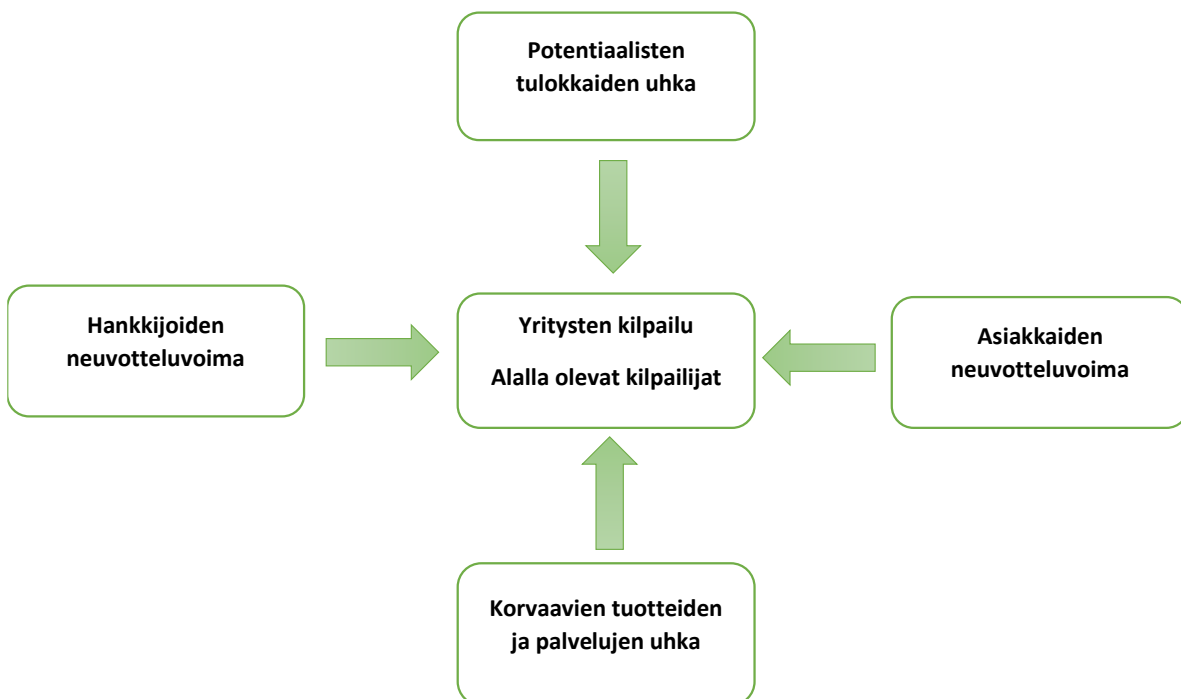 Potentiaalisten
tulokkaiden uhka
Hankkijoiden
neuvotteluvoima
Yritysten kilpailu
Alalla olevat kilpailijat
Asiakkaiden
neuvotteluvoima
Korvaavien tuotteiden
ja palvelujen uhka